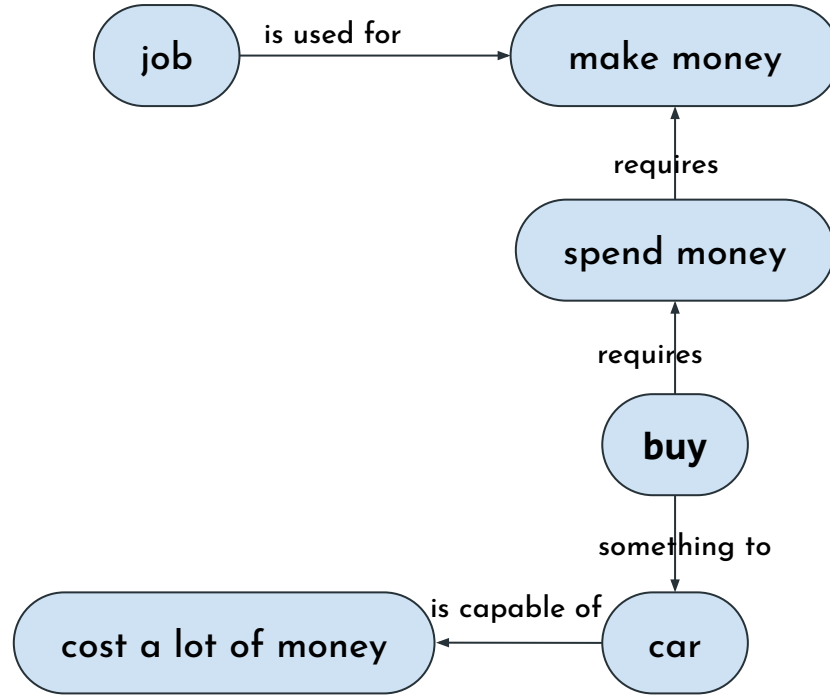 job
is used for
make money
requires
spend money
requires
buy
something to
is capable of
cost a lot of money
car